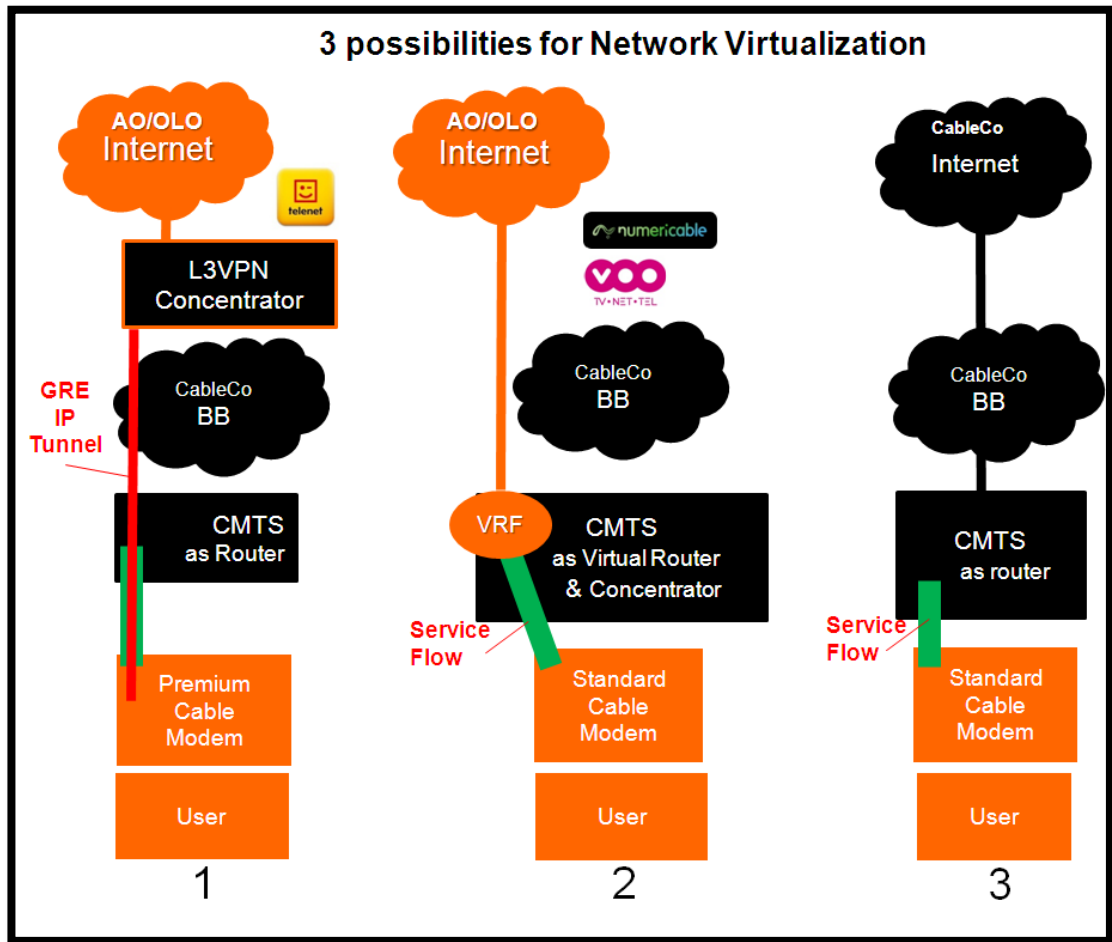 3 possibilities for Network Virtualization
AO/OLO
Internet
telenet
L3VPN
Concentrator
GRE
IP
Tunnel
CableCo
BB
CMTS
as Router
Premium
Cable
Modem
User
1
AO/OLO
Internet
numericable
VOO
TV•NET•TEL
CableCo
BB
VRF
CMTS
as Virtual Router
& Concentrator
Service
Flow
Standard
Cable
Modem
User
2
CableCo
Internet
CableCo
BB
CMTS
as router
Service
Flow
Standard
Cable
Modem
User
3